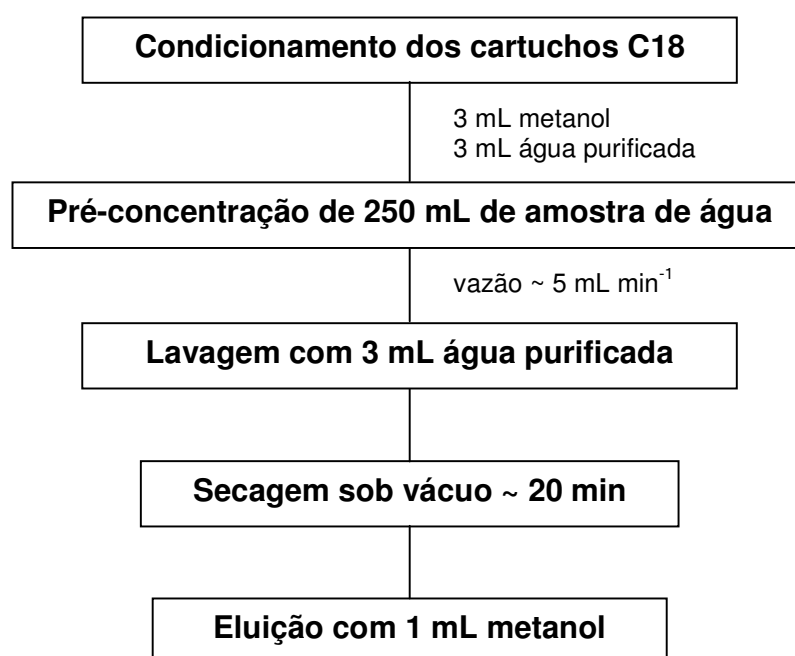 Condicionamento dos cartuchos C18
3 mL metanol
3 mL água purificada
Pré-concentração de 250 mL de amostra de água
vazão ~ 5 mL min⁻¹
Lavagem com 3 mL água purificada
Secagem sob vácuo ~ 20 min
Eluição com 1 mL metanol